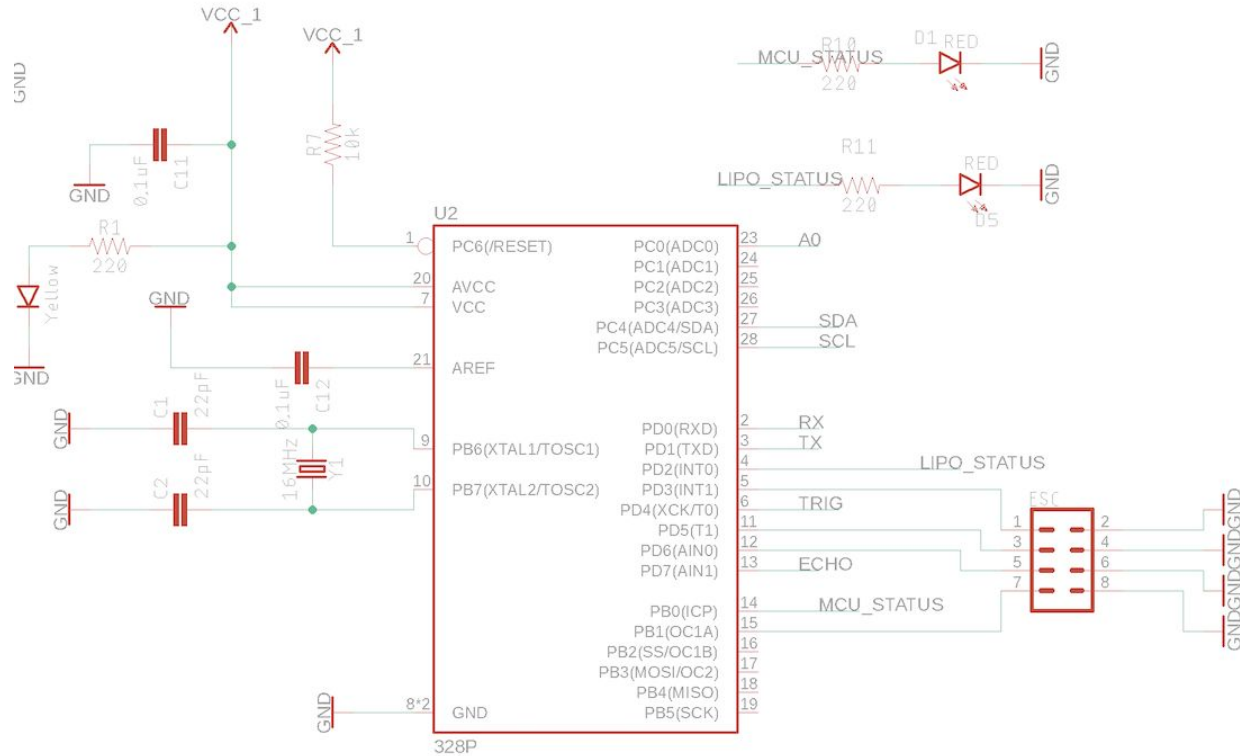 VCC_1
VCC_1
GND
0.1uF
C11
GND
R7
10k
R1
220
Yellow
GND
GND
0.1uF
C12
GND
C1
22pF
GND
C2
22pF
16MHz
Y1
GND
MCU_STATUS
R10
220
D1
RED
GND
LIPO_STATUS
R11
220
RED
D5
GND
U2
1 PC6(/RESET)
20 AVCC
7 VCC
21 AREF
9 PB6(XTAL1/TOSC1)
10 PB7(XTAL2/TOSC2)
8*2 GND
PC0(ADC0) 23 A0
PC1(ADC1) 24
PC2(ADC2) 25
PC3(ADC3) 26
PC4(ADC4/SDA) 27 SDA
PC5(ADC5/SCL) 28 SCL
PD0(RXD) 2 RX
PD1(TXD) 3 TX
PD2(INT0) 4 LIPO_STATUS
PD3(INT1) 5
PD4(XCK/T0) 6 TRIG
PD5(T1) 11
PD6(AIN0) 12
PD7(AIN1) 13 ECHO
PB0(ICP) 14 MCU_STATUS
PB1(OC1A) 15
PB2(SS/OC1B) 16
PB3(MOSI/OC2) 17
PB4(MISO) 18
PB5(SCK) 19
328P
ESC
1 2
3 4
5 6
7 8
GND
GND
GND
GND